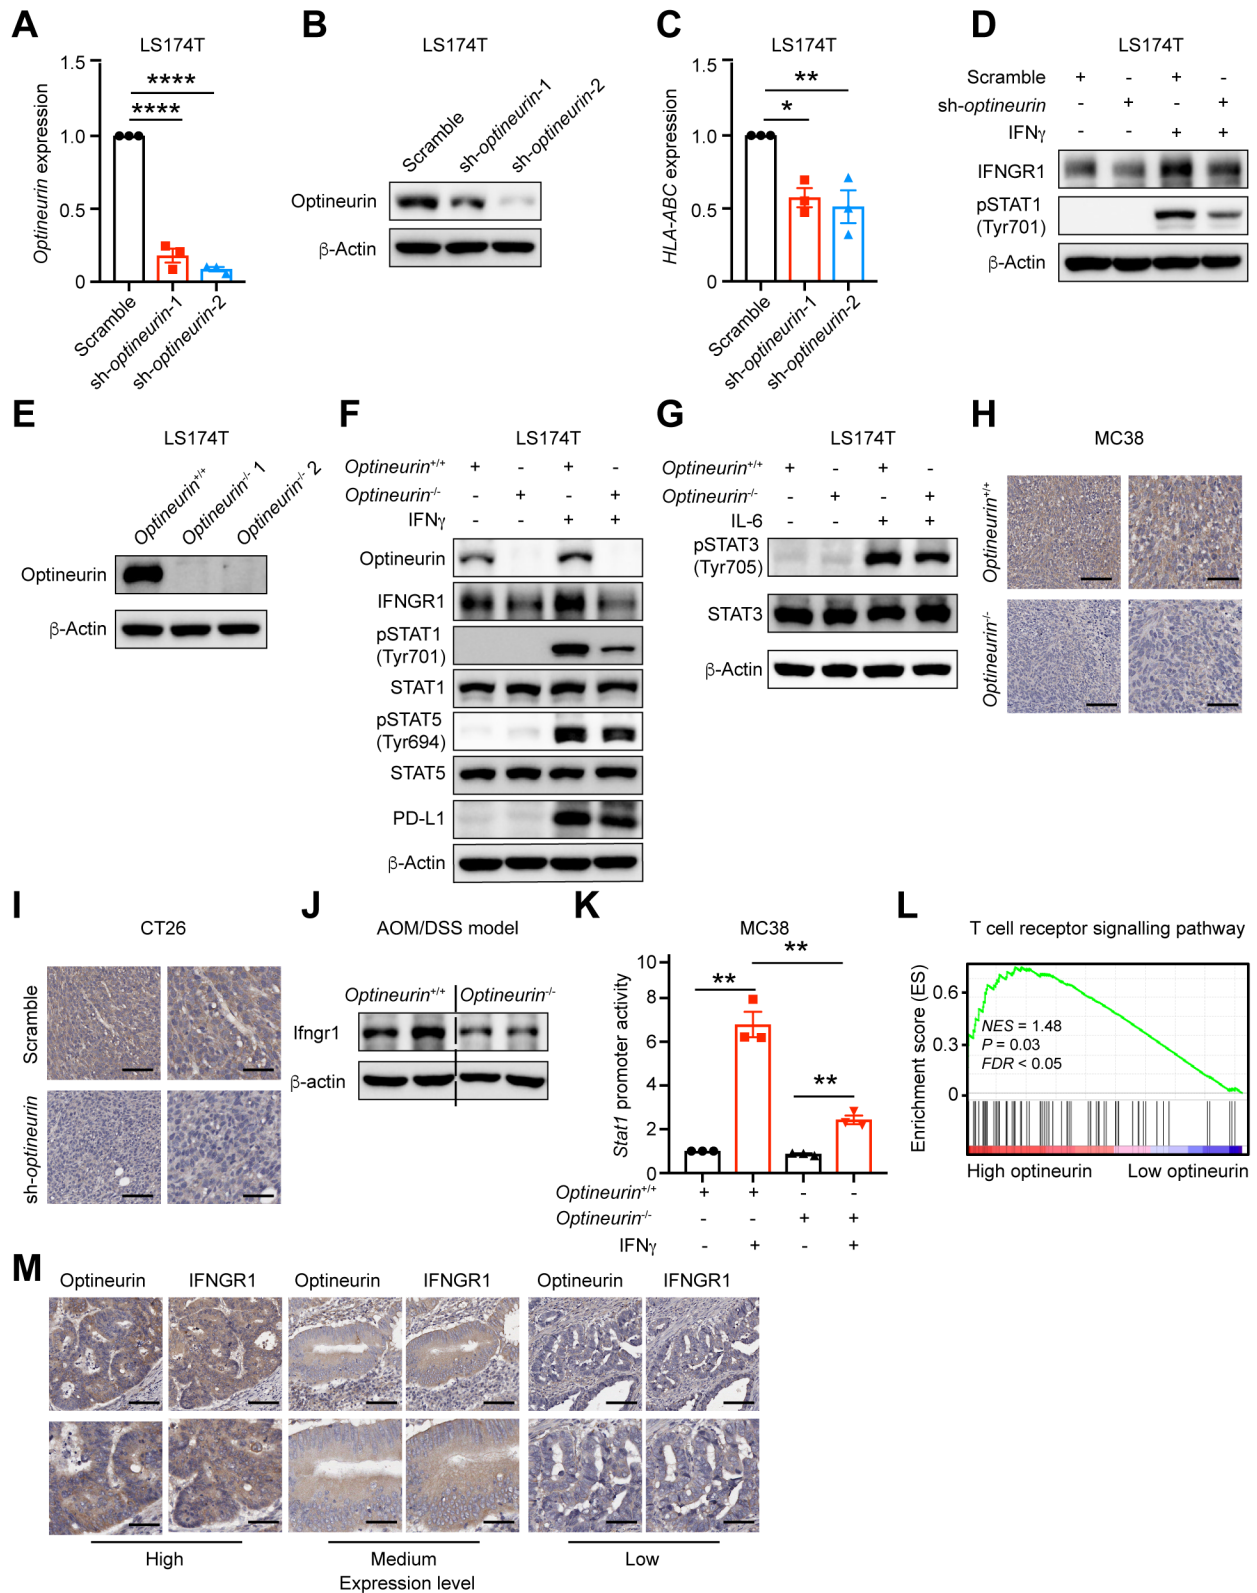 A
LS174T
Optineurin expression
1.5
1.0
0.5
0
****
****
Scramble
sh-optineurin-1
sh-optineurin-2
B
LS174T
Scramble
sh-optineurin-1
sh-optineurin-2
Optineurin
β-Actin
C
LS174T
HLA-ABC expression
1.5
1.0
0.5
0
**
*
Scramble
sh-optineurin-1
sh-optineurin-2
D
LS174T
Scramble + - + -
sh-optineurin - + - +
IFNγ - - + +
IFNGR1
pSTAT1
(Tyr701)
β-Actin
E
LS174T
Optineurin+/+
Optineurin-/- 1
Optineurin-/- 2
Optineurin
β-Actin
F
LS174T
Optineurin+/+ + - + -
Optineurin-/- - + - +
IFNγ - - + +
Optineurin
IFNGR1
pSTAT1
(Tyr701)
STAT1
pSTAT5
(Tyr694)
STAT5
PD-L1
β-Actin
G
LS174T
Optineurin+/+ + - + -
Optineurin-/- - + - +
IL-6 - - + +
pSTAT3
(Tyr705)
STAT3
β-Actin
H
MC38
Optineurin+/+
Optineurin-/-
I
CT26
Scramble
sh-optineurin
J
AOM/DSS model
Optineurin+/+ Optineurin-/-
Ifngr1
β-actin
K
MC38
Stat1 promoter activity
10
8
6
4
2
0
**
**
**
Optineurin+/+ + + - -
Optineurin-/- - - + +
IFNγ - + - +
L
T cell receptor signalling pathway
Enrichment score (ES)
0.6
0.3
0
NES = 1.48
P = 0.03
FDR < 0.05
High optineurin Low optineurin
M
Optineurin IFNGR1 Optineurin IFNGR1 Optineurin IFNGR1
High Medium Low
Expression level